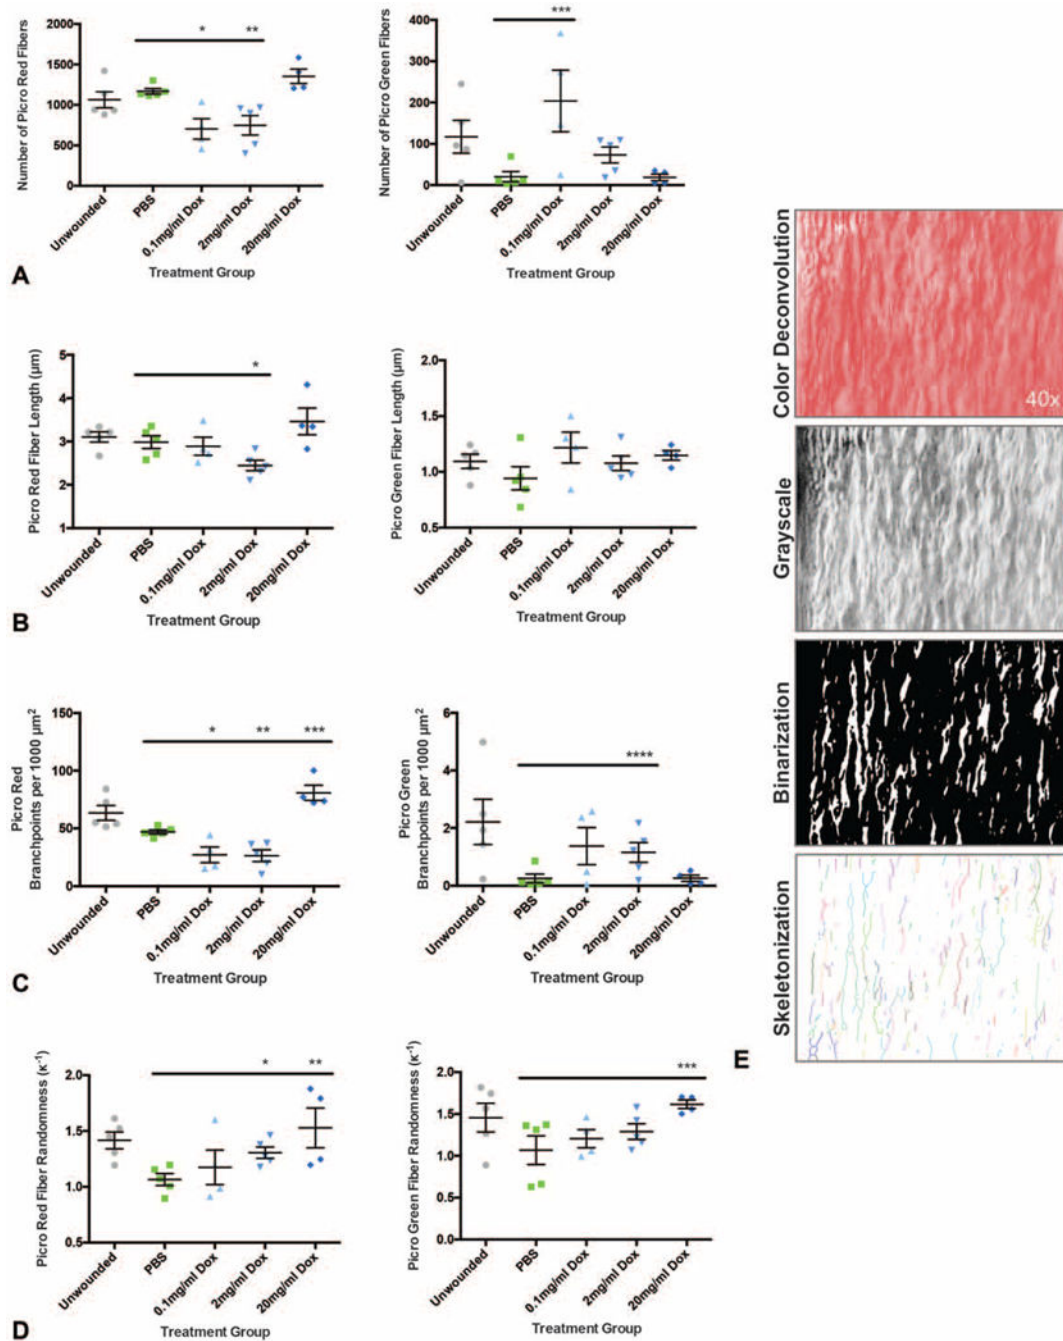 Number of Picro Red Fibers
2000
1500
1000
500
0
* **
Unwounded
PBS
0.1mg/ml Dox
2mg/ml Dox
20mg/ml Dox
Treatment Group
Number of Picro Green Fibers
400
300
200
100
0
***
Unwounded
PBS
0.1mg/ml Dox
2mg/ml Dox
20mg/ml Dox
Treatment Group
A
Picro Red Fiber Length (μm)
5
4
3
2
1
*
Unwounded
PBS
0.1mg/ml Dox
2mg/ml Dox
20mg/ml Dox
Treatment Group
Picro Green Fiber Length (μm)
2.0
1.5
1.0
0.5
Unwounded
PBS
0.1mg/ml Dox
2mg/ml Dox
20mg/ml Dox
Treatment Group
B
Picro Red
Branchpoints per 1000 μm²
150
100
50
0
* ** ***
Unwounded
PBS
0.1mg/ml Dox
2mg/ml Dox
20mg/ml Dox
Treatment Group
Picro Green
Branchpoints per 1000 μm²
6
4
2
0
****
Unwounded
PBS
0.1mg/ml Dox
2mg/ml Dox
20mg/ml Dox
Treatment Group
C
Picro Red Fiber Randomness (κ⁻¹)
2.0
1.5
1.0
0.5
* **
Unwounded
PBS
0.1mg/ml Dox
2mg/ml Dox
20mg/ml Dox
Treatment Group
Picro Green Fiber Randomness (κ⁻¹)
2.0
1.5
1.0
0.5
0.0
***
Unwounded
PBS
0.1mg/ml Dox
2mg/ml Dox
20mg/ml Dox
Treatment Group
D
Color Deconvolution
40x
Grayscale
Binarization
Skeletonization
E